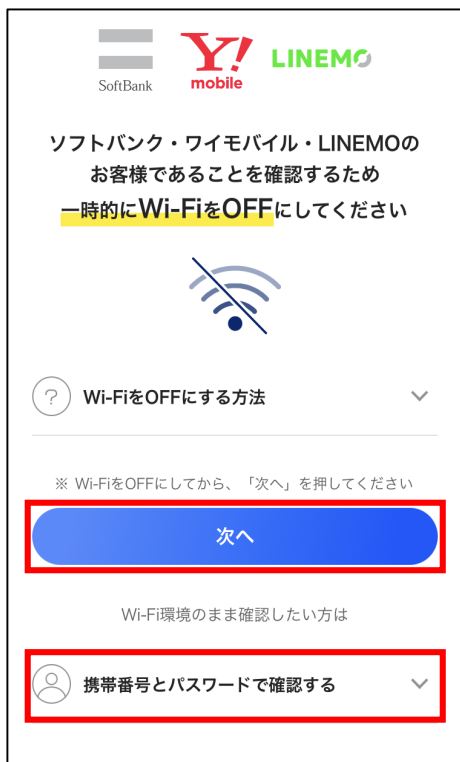 SoftBank
Y!
mobile
LINEMO
ソフトバンク・ワイモバイル・LINEMOの
お客様であることを確認するため
一時的にWi-FiをOFFにしてください
? Wi-FiをOFFにする方法
※ Wi-FiをOFFにしてから、「次へ」を押してください
次へ
Wi-Fi環境のまま確認したい方は
携帯番号とパスワードで確認する